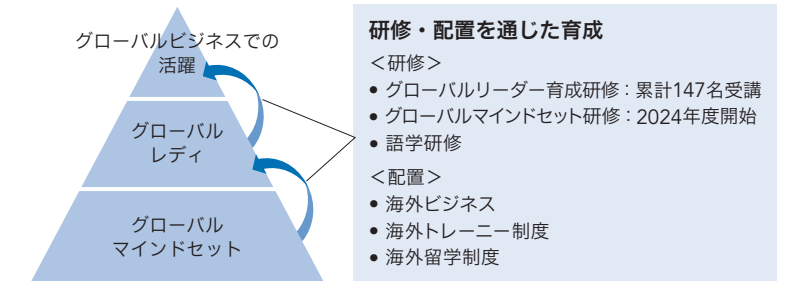 グローバルビジネスでの
活躍
グローバル
レディ
グローバル
マインドセット
研修・配置を通じた育成
＜研修＞
● グローバルリーダー育成研修：累計147名受講
● グローバルマインドセット研修：2024年度開始
● 語学研修
＜配置＞
● 海外ビジネス
● 海外トレーニー制度
● 海外留学制度